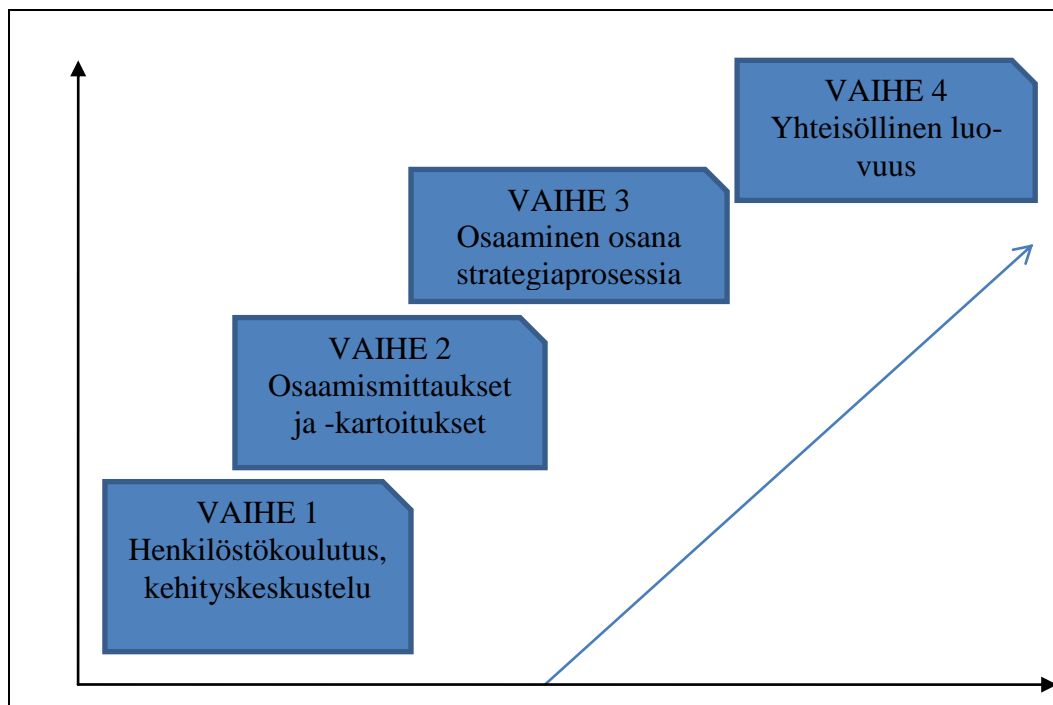 VAIHE 4
Yhteisöllinen luo-
vuus
VAIHE 3
Osaaminen osana
strategiaprosessia
VAIHE 2
Osaamismittaukset
ja -kartoitukset
VAIHE 1
Henkilöstökoulutus,
kehityskeskustelu